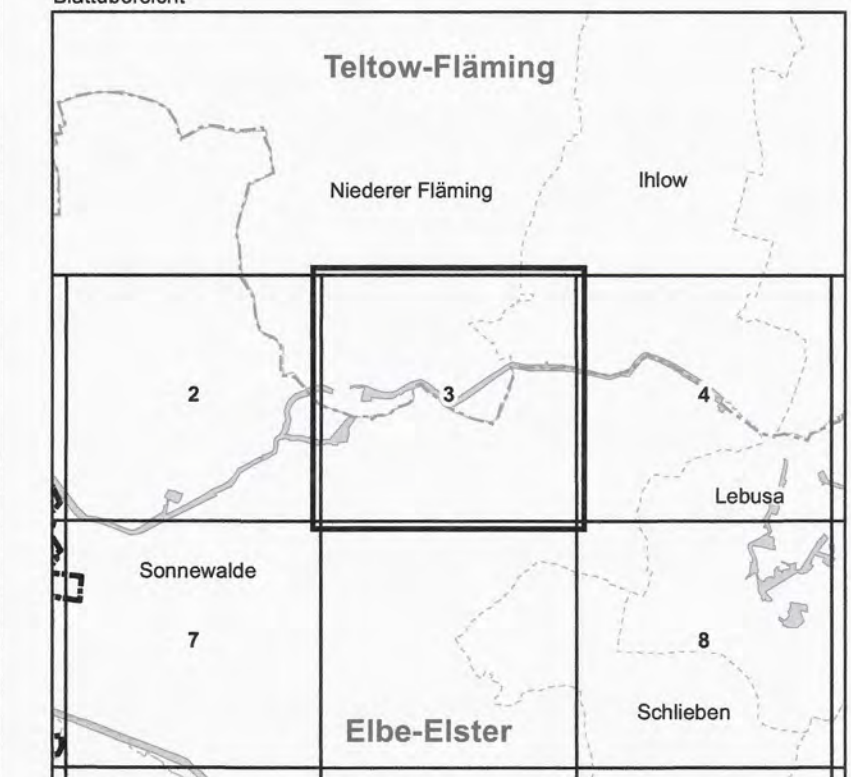 Blattübersicht
Teltow-Fläming
Niederer Fläming
Ihlow
2
3
4
Lebusa
Sonnewalde
7
8
Schlieben
Elbe-Elster